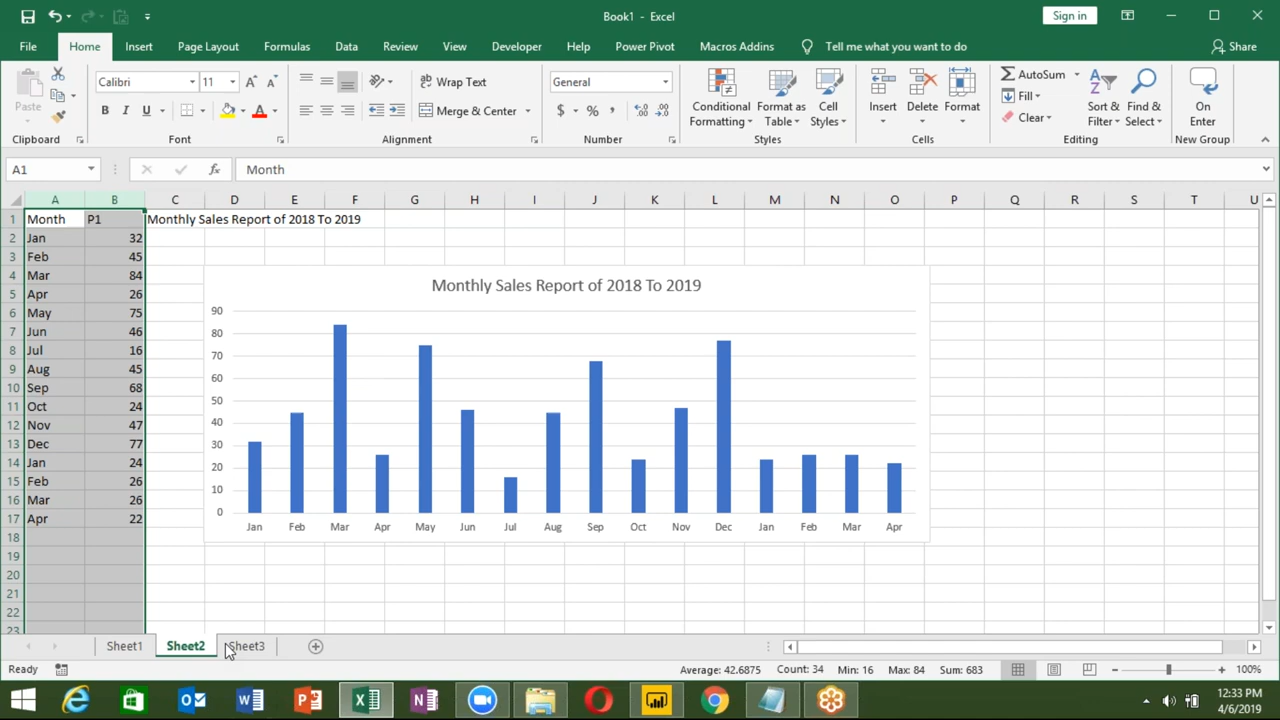 Book1 - Excel
Sign in
File Home Insert Page Layout Formulas Data Review View Developer Help Power Pivot Macros Addins Tell me what you want to do Share
Paste
Calibri 11
Wrap Text
General
Conditional Formatting
Format as Table
Cell Styles
Insert
Delete
Format
AutoSum
Fill
Clear
Sort & Filter
Find & Select
On Enter
B I U
Merge & Center
$ % ,
Clipboard Font Alignment Number Styles Cells Editing New Group
A1 fx Month
A B C D E F G H I J K L M N O P Q R S T U
1 Month P1 Monthly Sales Report of 2018 To 2019
2 Jan 32
3 Feb 45
4 Mar 84
5 Apr 26
6 May 75
7 Jun 46
8 Jul 16
9 Aug 45
10 Sep 68
11 Oct 24
12 Nov 47
13 Dec 77
14 Jan 24
15 Feb 26
16 Mar 26
17 Apr 22
18
19
20
21
22
23
Monthly Sales Report of 2018 To 2019
90
80
70
60
50
40
30
20
10
0
Jan Feb Mar Apr May Jun Jul Aug Sep Oct Nov Dec Jan Feb Mar Apr
Sheet1 Sheet2 Sheet3
Ready Average: 42.6875 Count: 34 Min: 16 Max: 84 Sum: 683 100%
12:33 PM
4/6/2019